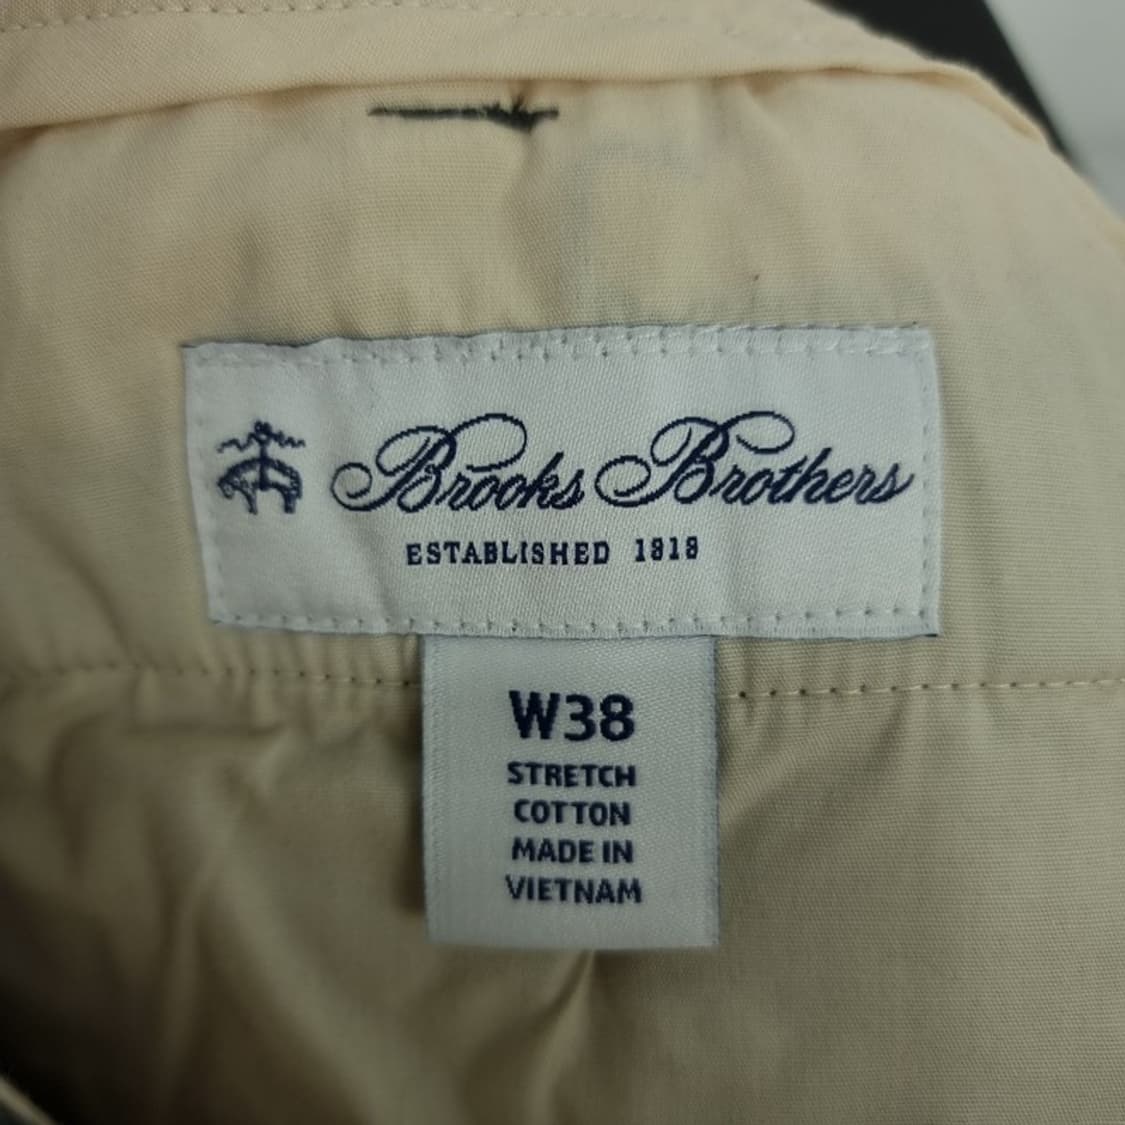 Brooks Brothers
ESTABLISHED 1818
W38
STRETCH
COTTON
MADE IN
VIETNAM